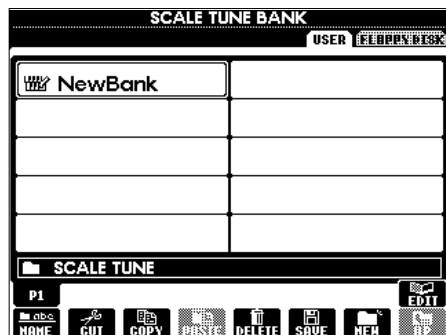 SCALE TUNE BANK
USER FLOPPY DISK
NewBank
SCALE TUNE
P1
EDIT
abc
NAME CUT COPY PASTE DELETE SAVE NEW UP